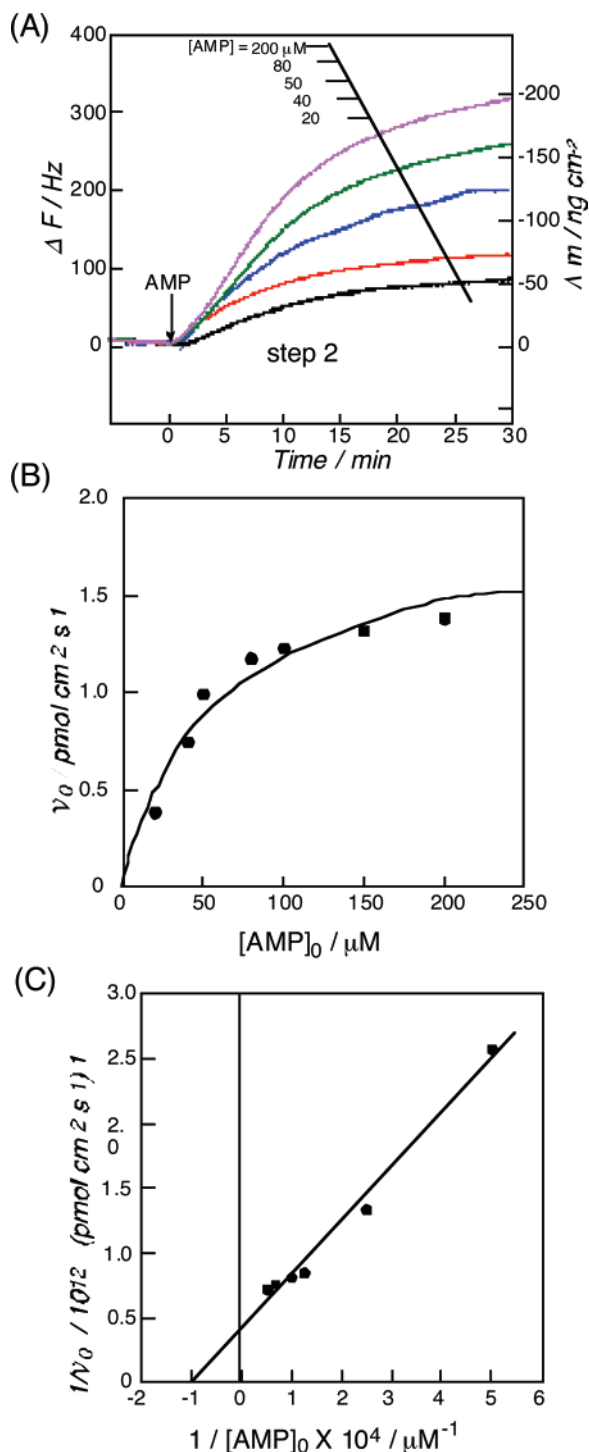 (A)
[AMP] = 200 μM
80
50
40
20
400
300
200
100
0
Δ F / Hz
-200
-150
-100
-50
0
Λ m / ng cm-2
AMP
step 2
0 5 10 15 20 25 30
Time / min
(B)
2.0
1.5
1.0
0.5
0
ν0 / pmol cm 2 s 1
0 50 100 150 200 250
[AMP]0 / μM
(C)
3.0
2.5
2.
0
1.5
1.0
0.5
0
1/ν0 / 1012 (pmol cm 2 s 1) 1
-2 -1 0 1 2 3 4 5 6
1 / [AMP]0 X 104 / μM-1